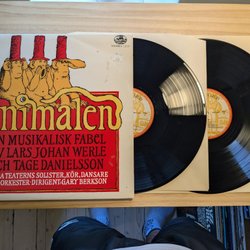 nimalen
N MUSIKALISK FABEL
V LARS JOHAN WERLE
CH TAGE DANIELSSON
A TEATERNS SOLISTER, KÖR, DANSARE
ORKESTER DIRIGENT: GARY BERKSON